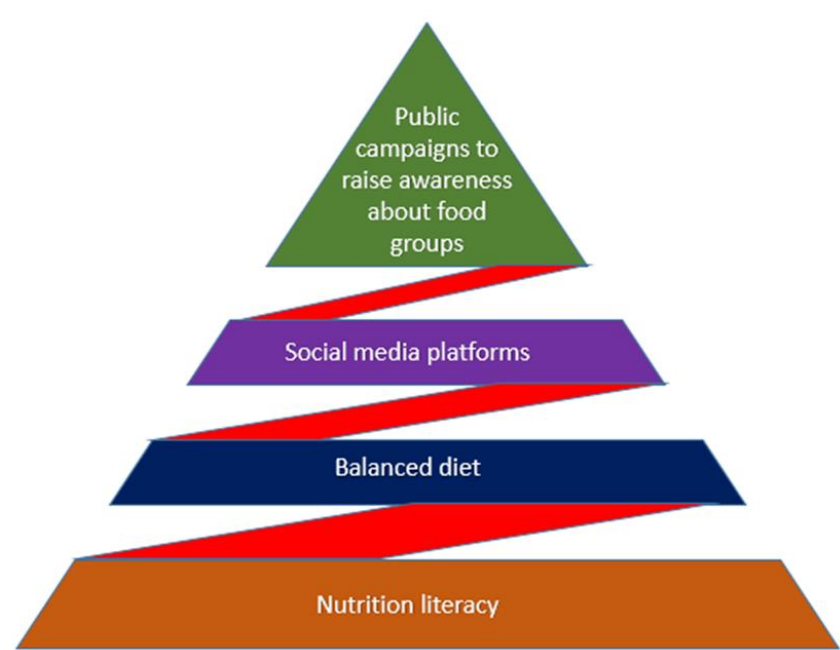 Public
campaigns to
raise awareness
about food
groups
Social media platforms
Balanced diet
Nutrition literacy